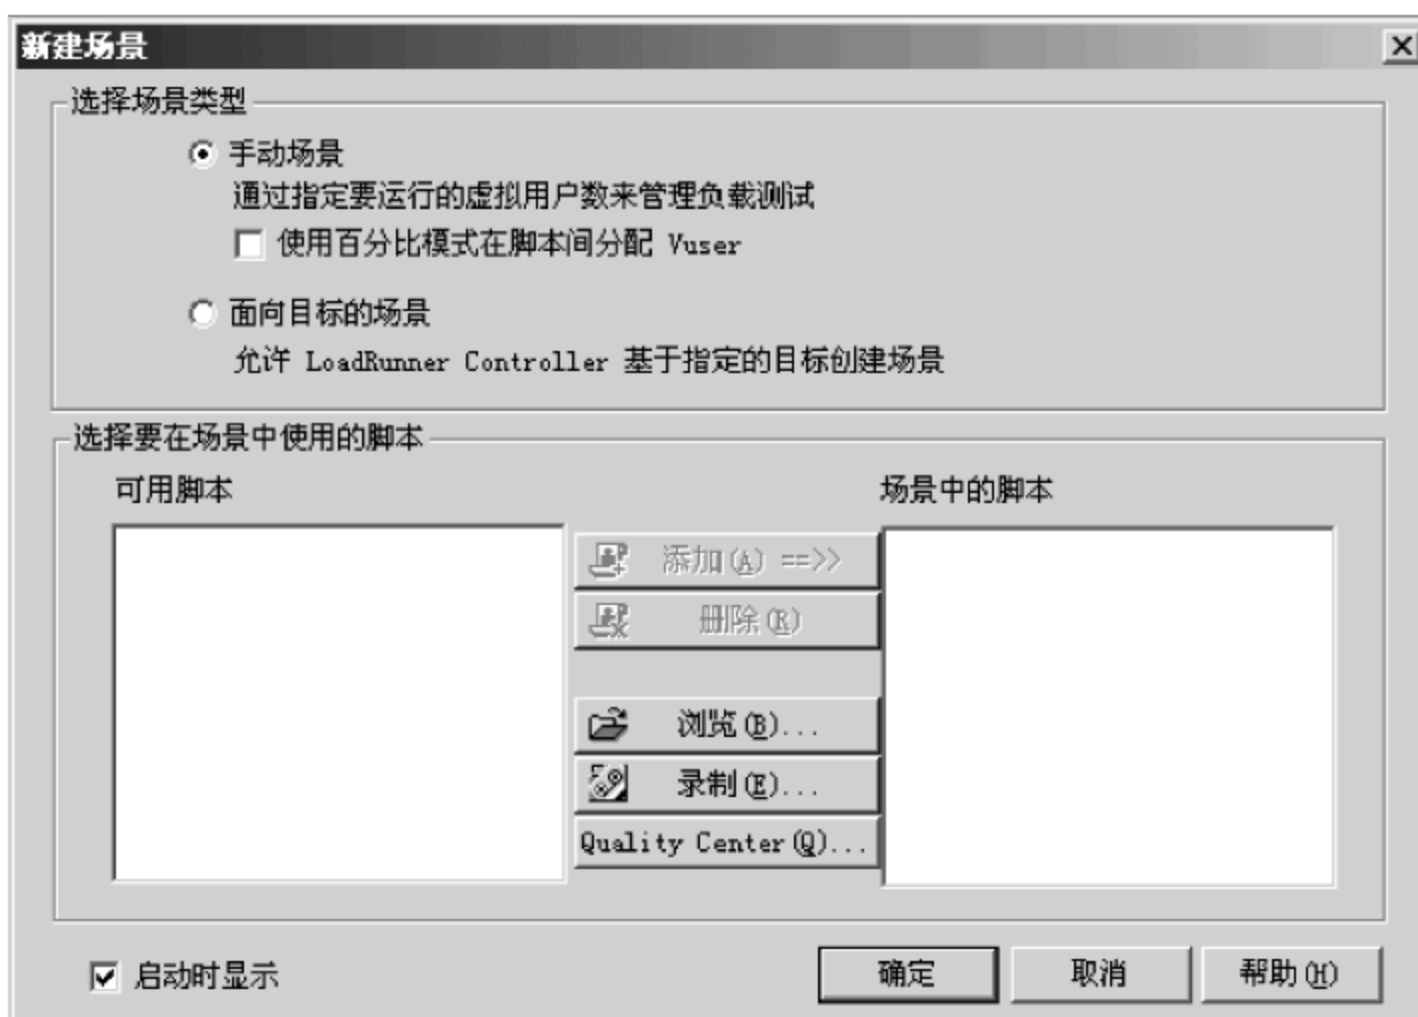 新建场景
选择场景类型
手动场景
通过指定要运行的虚拟用户数来管理负载测试
使用百分比模式在脚本间分配 Vuser
面向目标的场景
允许 LoadRunner Controller 基于指定的目标创建场景
选择要在场景中使用的脚本
可用脚本
场景中的脚本
添加(A) ==>>
删除(R)
浏览(B)...
录制(E)...
Quality Center(Q)...
启动时显示
确定
取消
帮助(H)